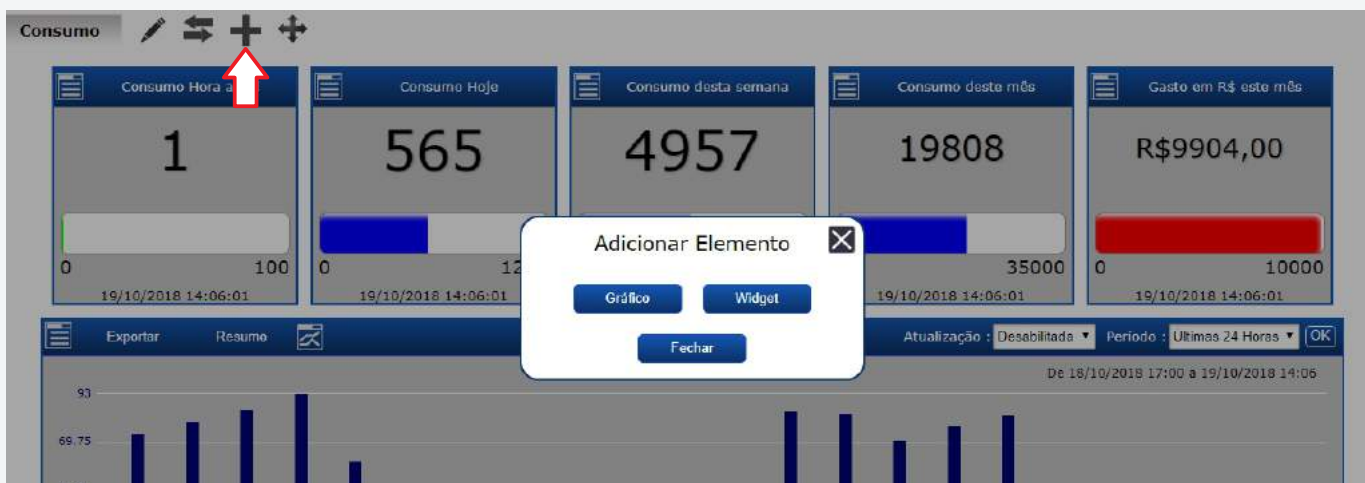 Consumo
Consumo Hora a
Consumo Hoje
Consumo desta semana
Consumo deste mês
Gasto em R$ este mês
1
565
4957
19808
R$9904,00
Adicionar Elemento
0 100
0 12
35000
0 10000
19/10/2018 14:06:01
19/10/2018 14:06:01
19/10/2018 14:06:01
19/10/2018 14:06:01
Gráfico Widget
Fechar
Exportar Resumo
Atualização : Desabilitada Período : Ultimas 24 Horas OK
De 18/10/2018 17:00 a 19/10/2018 14:06
93
69.75